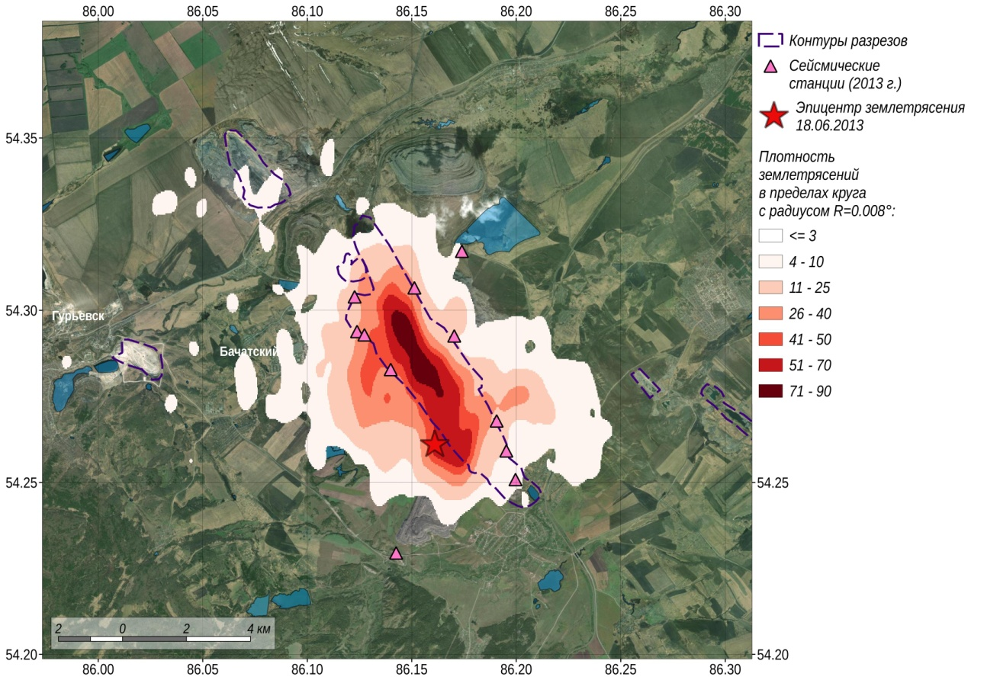 86.00 86.05 86.10 86.15 86.20 86.25 86.30
Контуры разрезов
Сейсмические
станции (2013 г.)
Эпицентр землетрясения
18.06.2013
Плотность
землетрясений
в пределах круга
с радиусом R=0.008°:
<= 3
4 - 10
11 - 25
26 - 40
41 - 50
51 - 70
71 - 90
54.35
54.30
Гурьевск
Бачатский
54.25
54.25
2 0 2 4 км
54.20
54.20
86.00 86.05 86.10 86.15 86.20 86.25 86.30